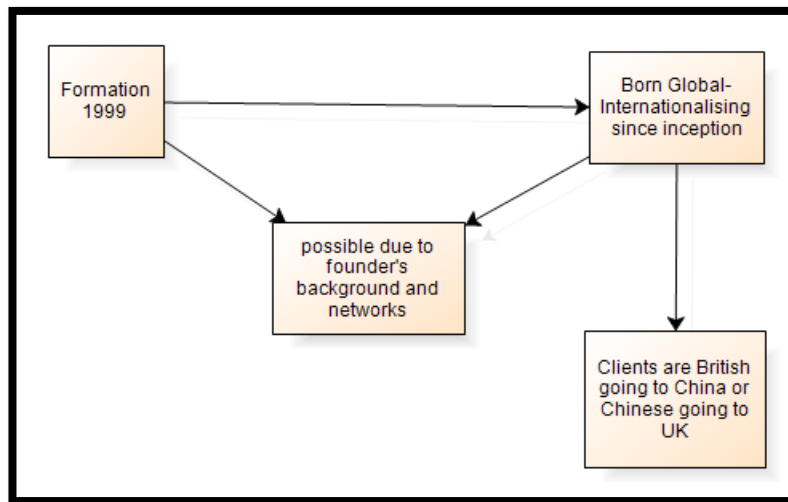 Formation
1999
Born Global-
Internationalising
since inception
possible due to
founder's
background and
networks
Clients are British
going to China or
Chinese going to
UK